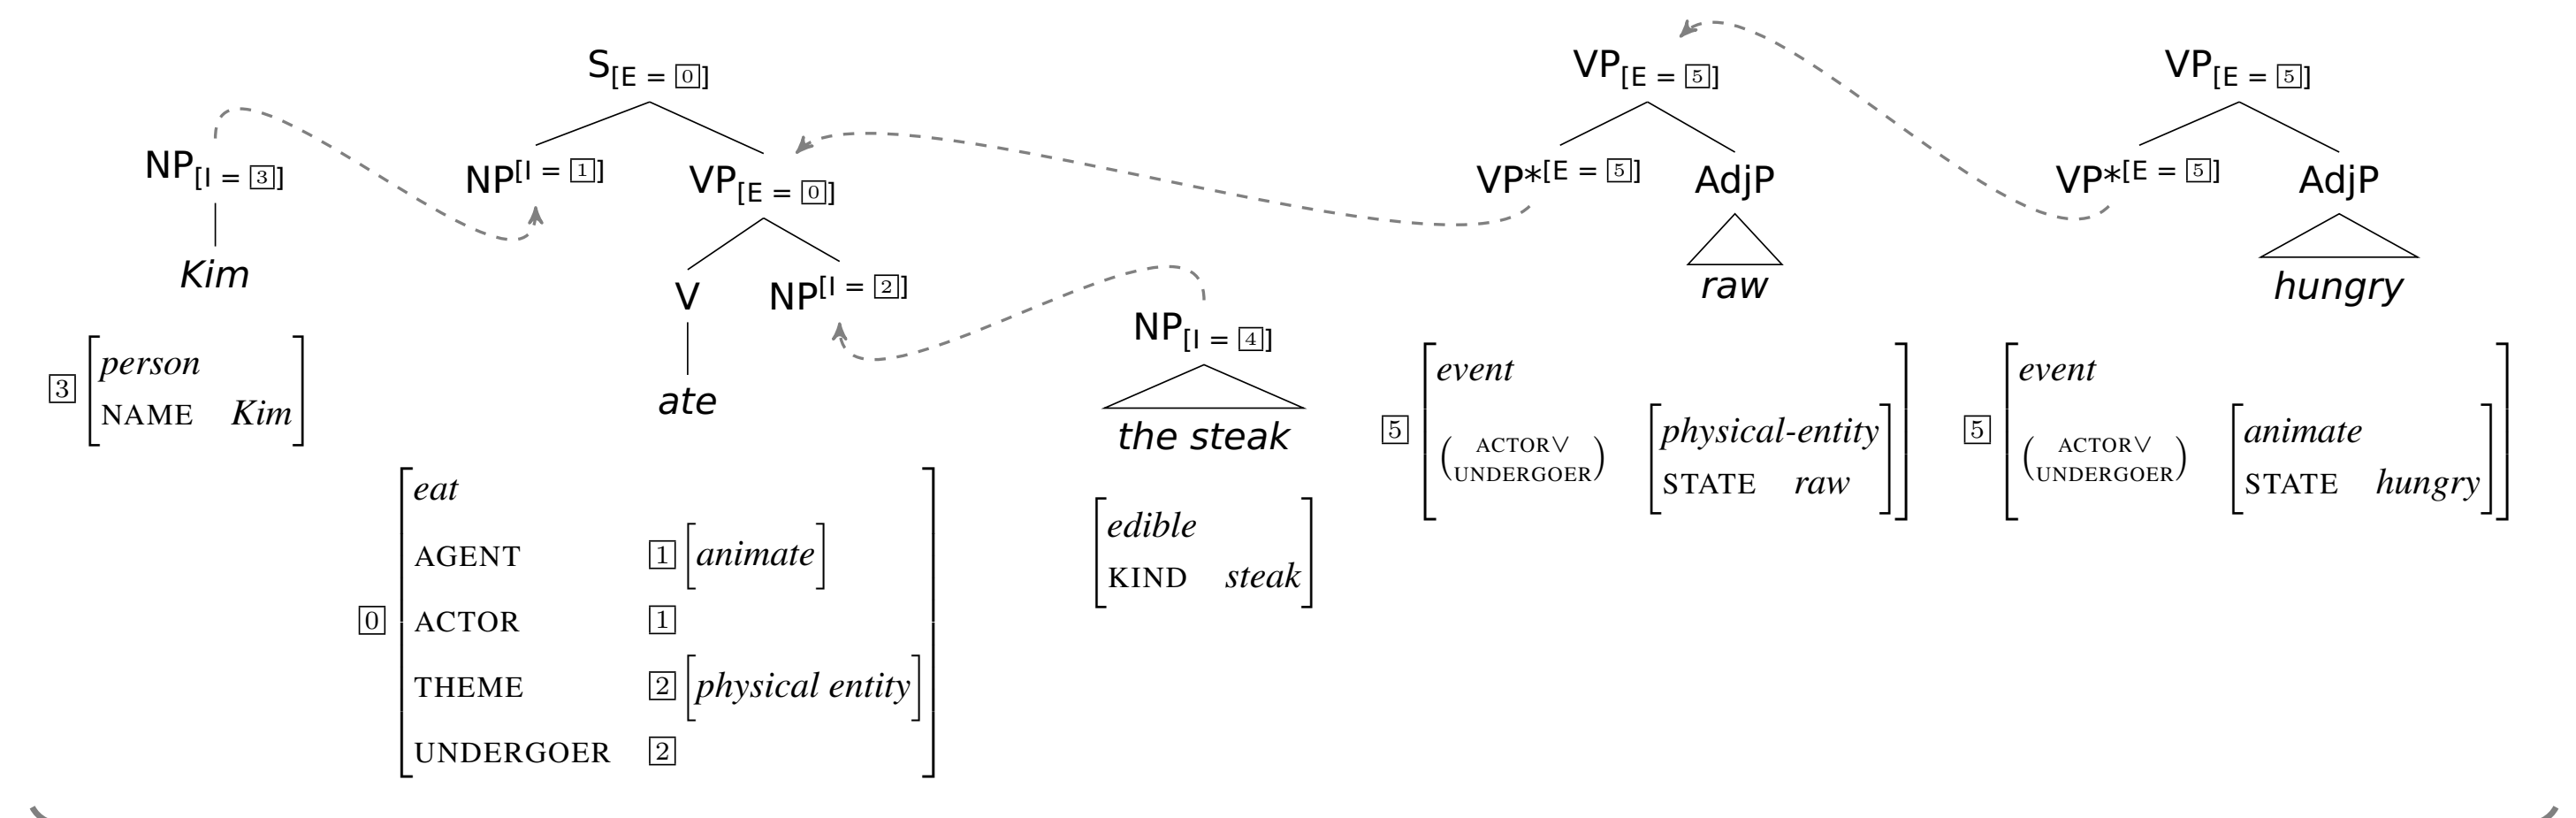 S[E = 0] VP[E = 5] VP[E = 5]
NP[I = 3] NP[I = 1] VP[E = 0] VP*[E = 5] AdjP VP*[E = 5] AdjP
Kim V NP[I = 2] raw hungry
NP[I = 4]
ate the steak
3 [person
NAME Kim]
0 [eat
AGENT 1 [animate]
ACTOR 1
THEME 2 [physical entity]
UNDERGOER 2]
[edible
KIND steak]
5 [event
(ACTOR∨
UNDERGOER) [physical-entity
STATE raw]]
5 [event
(ACTOR∨
UNDERGOER) [animate
STATE hungry]]